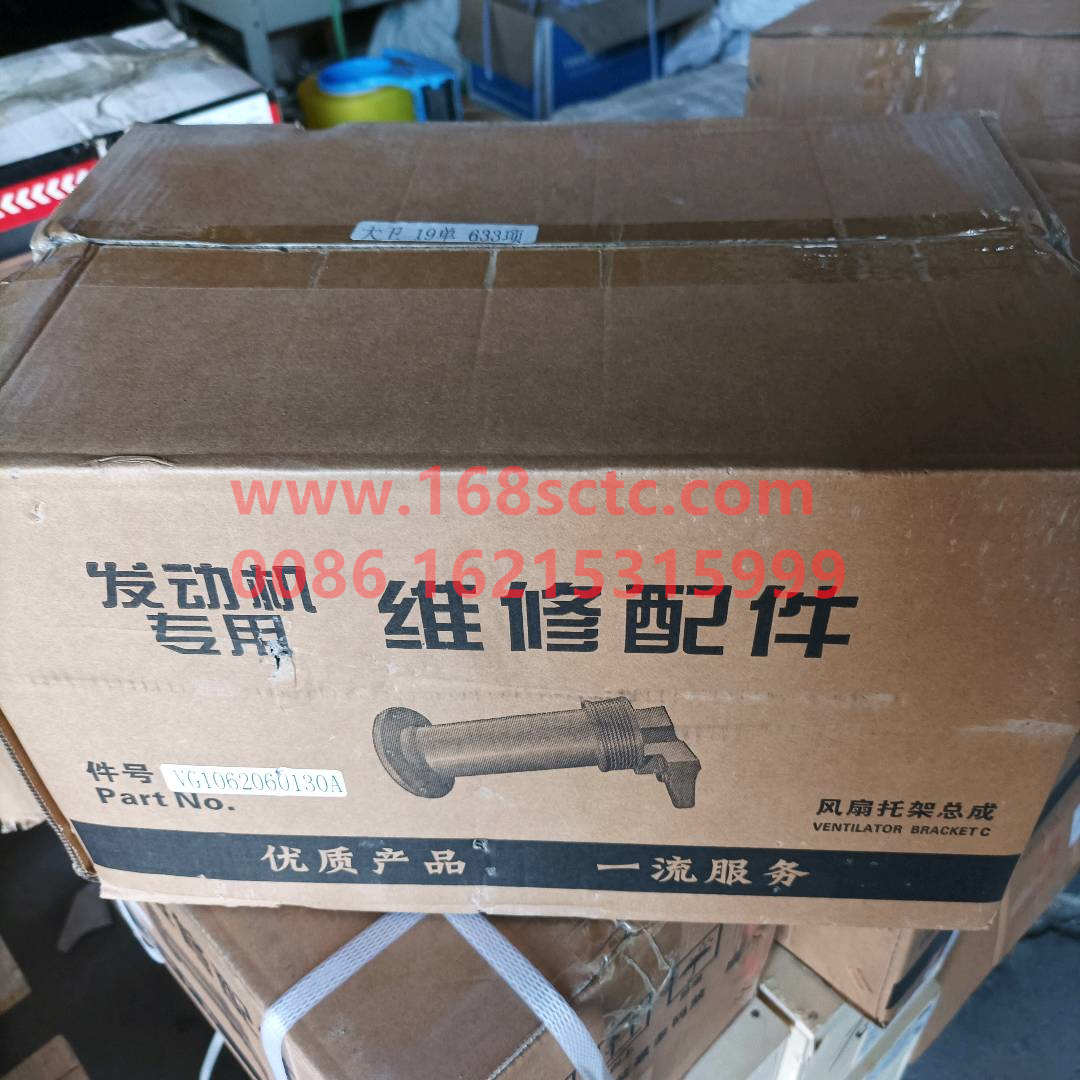 大卫 19单 633项
www.168sctc.com
0086 16215315999
发动机
专用
维修配件
件号
Part No.
VG1062060130A
风扇托架总成
VENTILATOR BRACKET C
优质产品 一流服务